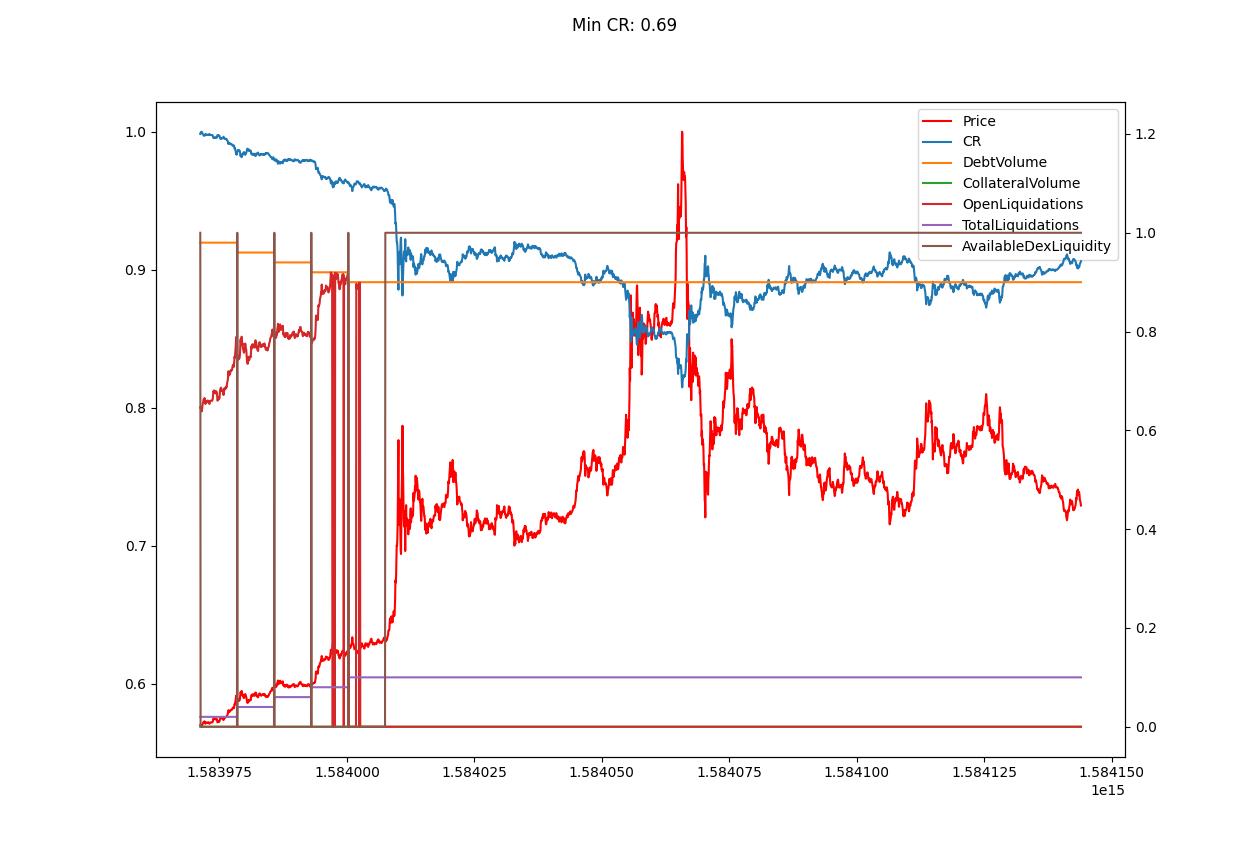 Min CR: 0.69
1.0
0.9
0.8
0.7
0.6
1.2
1.0
0.8
0.6
0.4
0.2
0.0
Price
CR
DebtVolume
CollateralVolume
OpenLiquidations
TotalLiquidations
AvailableDexLiquidity
1.583975 1.584000 1.584025 1.584050 1.584075 1.584100 1.584125 1.584150
1e15